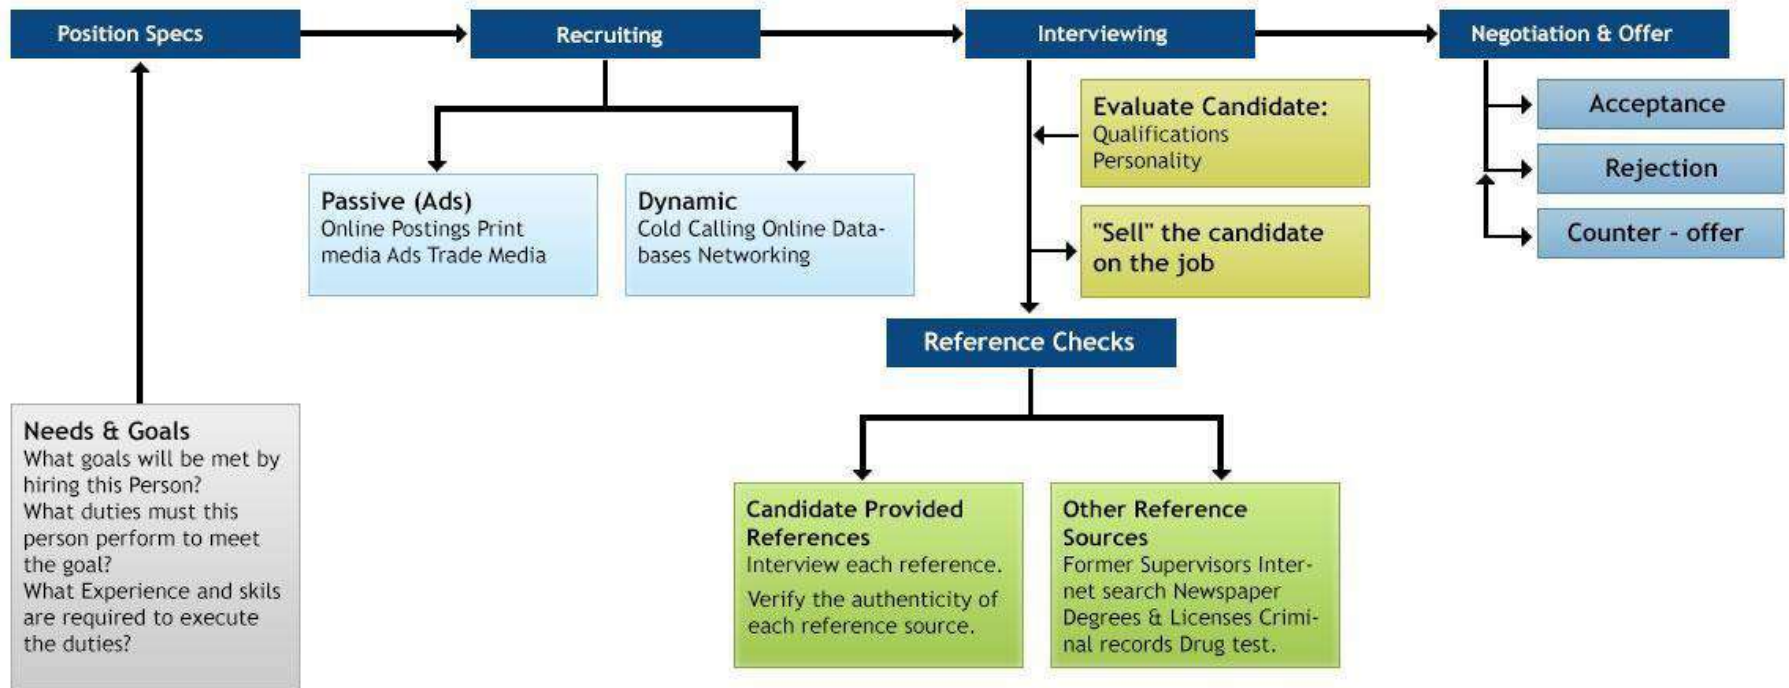 Position Specs
Recruiting
Interviewing
Negotiation & Offer
Evaluate Candidate:
Qualifications
Personality
"Sell" the candidate
on the job
Acceptance
Rejection
Counter - offer
Passive (Ads)
Online Postings Print
media Ads Trade Media
Dynamic
Cold Calling Online Data-
bases Networking
Reference Checks
Needs & Goals
What goals will be met by
hiring this Person?
What duties must this
person perform to meet
the goal?
What Experience and skils
are required to execute
the duties?
Candidate Provided
References
Interview each reference.
Verify the authenticity of
each reference source.
Other Reference
Sources
Former Supervisors Inter-
net search Newspaper
Degrees & Licenses Crimi-
nal records Drug test.